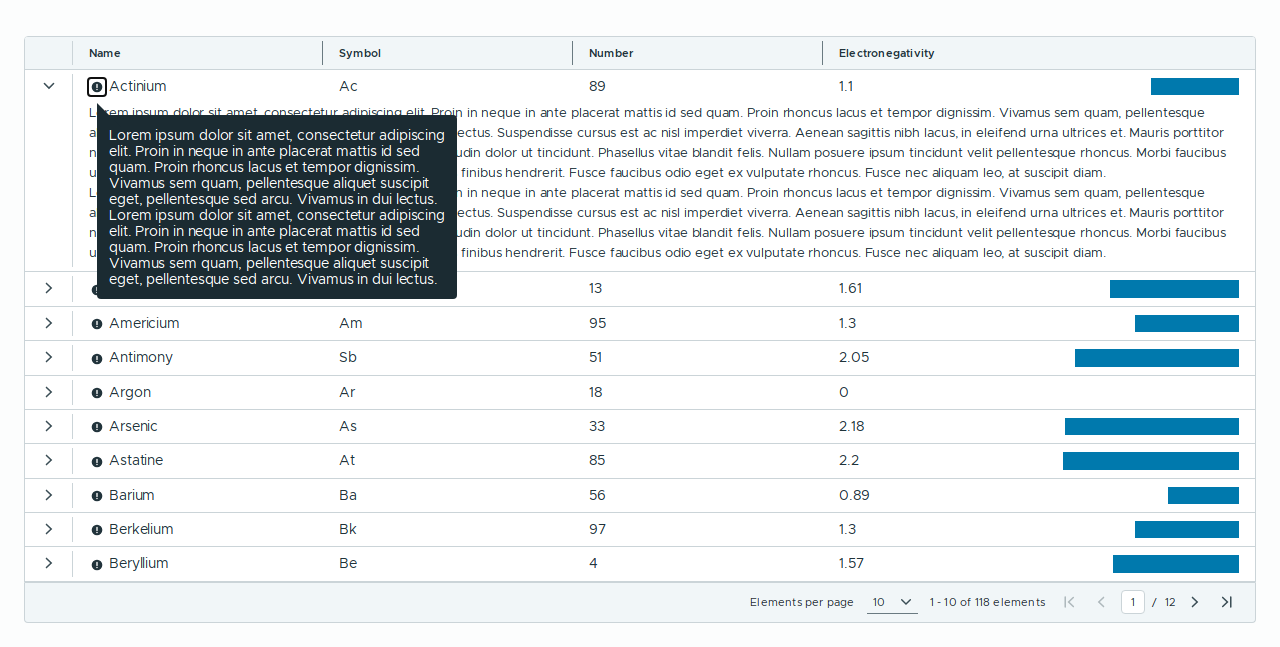 Name Symbol Number Electronegativity
Actinium Ac 89 1.1
Lorem ipsum dolor sit amet, consectetur adipiscing elit. Proin in neque in ante placerat mattis id sed quam. Proin rhoncus lacus et tempor dignissim. Vivamus sem quam, pellentesque
Suspendisse cursus est ac nisl imperdiet viverra. Aenean sagittis nibh lacus, in eleifend urna ultrices et. Mauris porttitor
dolor ut tincidunt. Phasellus vitae blandit felis. Nullam posuere ipsum tincidunt velit pellentesque rhoncus. Morbi faucibus
finibus hendrerit. Fusce faucibus odio eget ex vulputate rhoncus. Fusce nec aliquam leo, at suscipit diam.
in neque in ante placerat mattis id sed quam. Proin rhoncus lacus et tempor dignissim. Vivamus sem quam, pellentesque
Suspendisse cursus est ac nisl imperdiet viverra. Aenean sagittis nibh lacus, in eleifend urna ultrices et. Mauris porttitor
dolor ut tincidunt. Phasellus vitae blandit felis. Nullam posuere ipsum tincidunt velit pellentesque rhoncus. Morbi faucibus
finibus hendrerit. Fusce faucibus odio eget ex vulputate rhoncus. Fusce nec aliquam leo, at suscipit diam.
Lorem ipsum dolor sit amet, consectetur adipiscing
elit. Proin in neque in ante placerat mattis id sed
quam. Proin rhoncus lacus et tempor dignissim.
Vivamus sem quam, pellentesque aliquet suscipit
eget, pellentesque sed arcu. Vivamus in dui lectus.
Lorem ipsum dolor sit amet, consectetur adipiscing
elit. Proin in neque in ante placerat mattis id sed
quam. Proin rhoncus lacus et tempor dignissim.
Vivamus sem quam, pellentesque aliquet suscipit
eget, pellentesque sed arcu. Vivamus in dui lectus.
13 1.61
Americium Am 95 1.3
Antimony Sb 51 2.05
Argon Ar 18 0
Arsenic As 33 2.18
Astatine At 85 2.2
Barium Ba 56 0.89
Berkelium Bk 97 1.3
Beryllium Be 4 1.57
Elements per page 10 1 - 10 of 118 elements 1 / 12